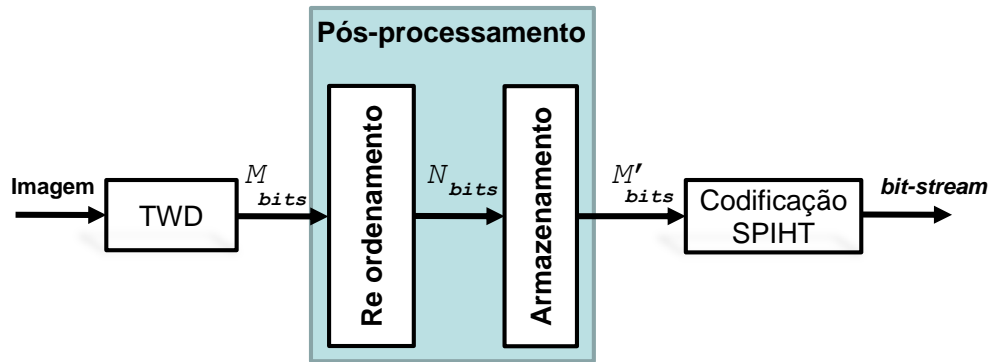 Pós-processamento
Imagem
TWD
M bits
Re ordenamento
N bits
Armazenamento
M' bits
Codificação
SPIHT
bit-stream